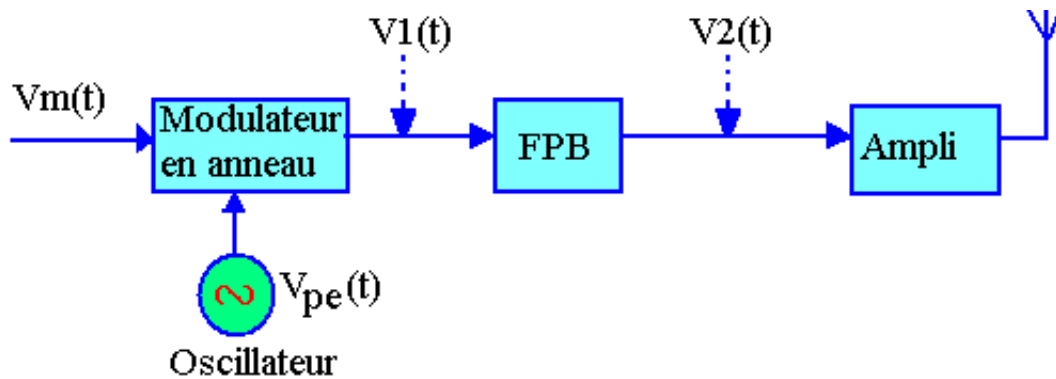 V1(t)
V2(t)
Vm(t)
Modulateur
en anneau
FPB
Ampli
Vpe(t)
Oscillateur